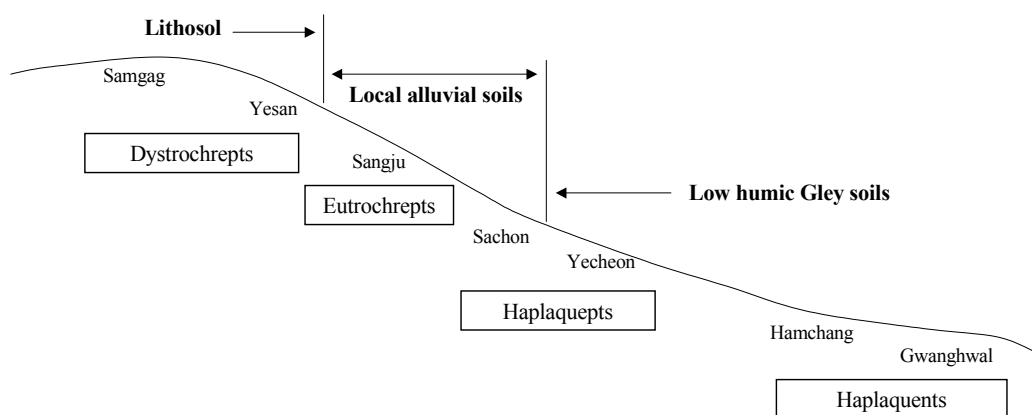 Lithosol
Samgag
Local alluvial soils
Yesan
Dystrochrepts
Sangju
Eutrochrepts
Low humic Gley soils
Sachon
Yecheon
Haplaquepts
Hamchang
Gwanghwal
Haplaquents